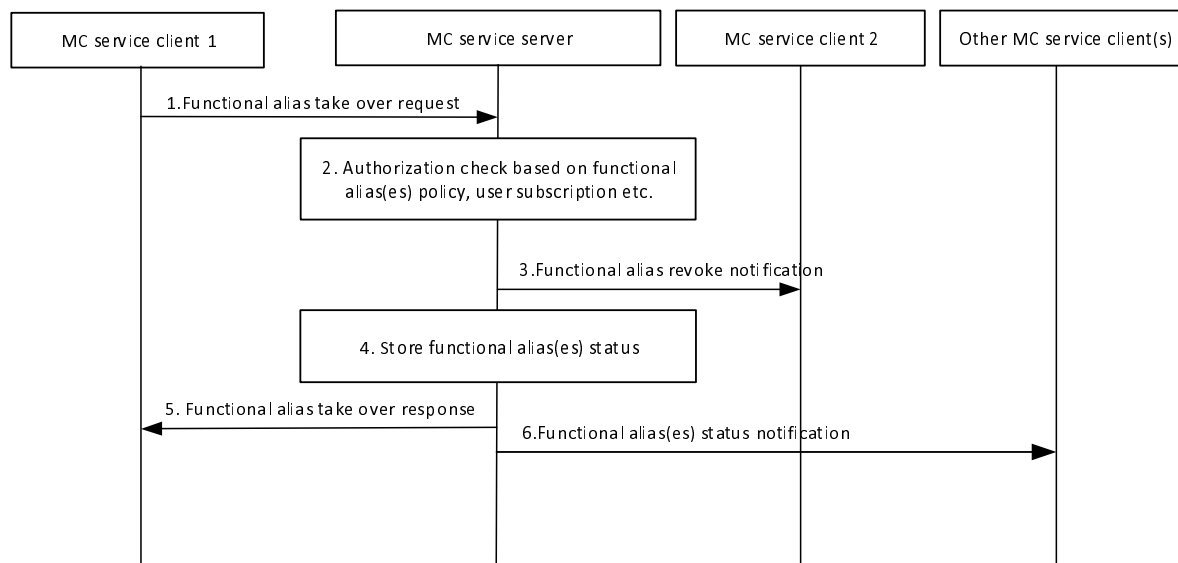 MC service client 1
MC service server
MC service client 2
Other MC service client(s)
1.Functional alias take over request
2. Authorization check based on functional
alias(es) policy, user subscription etc.
3.Functional alias revoke notification
4. Store functional alias(es) status
5. Functional alias take over response
6.Functional alias(es) status notification